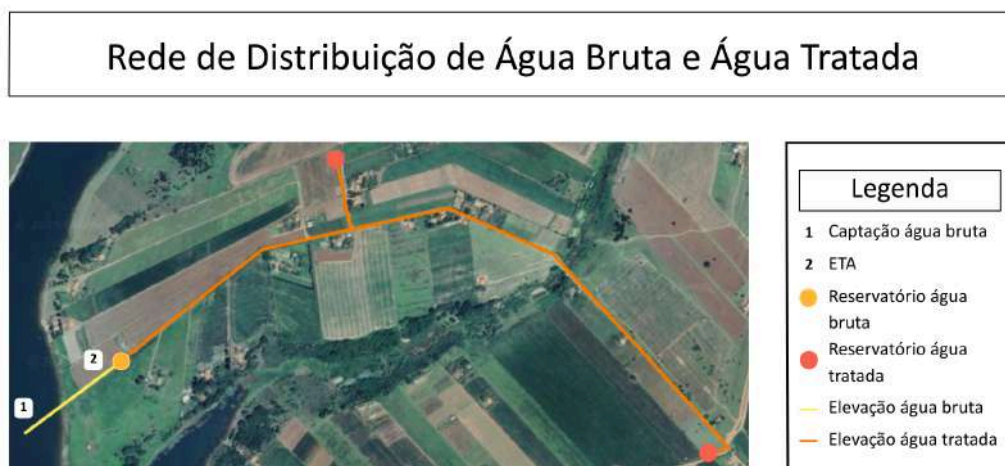 Rede de Distribuição de Água Bruta e Água Tratada
Legenda
1 Captação água bruta
2 ETA
Reservatório água
bruta
Reservatório água
tratada
Elevação água bruta
Elevação água tratada
2
1